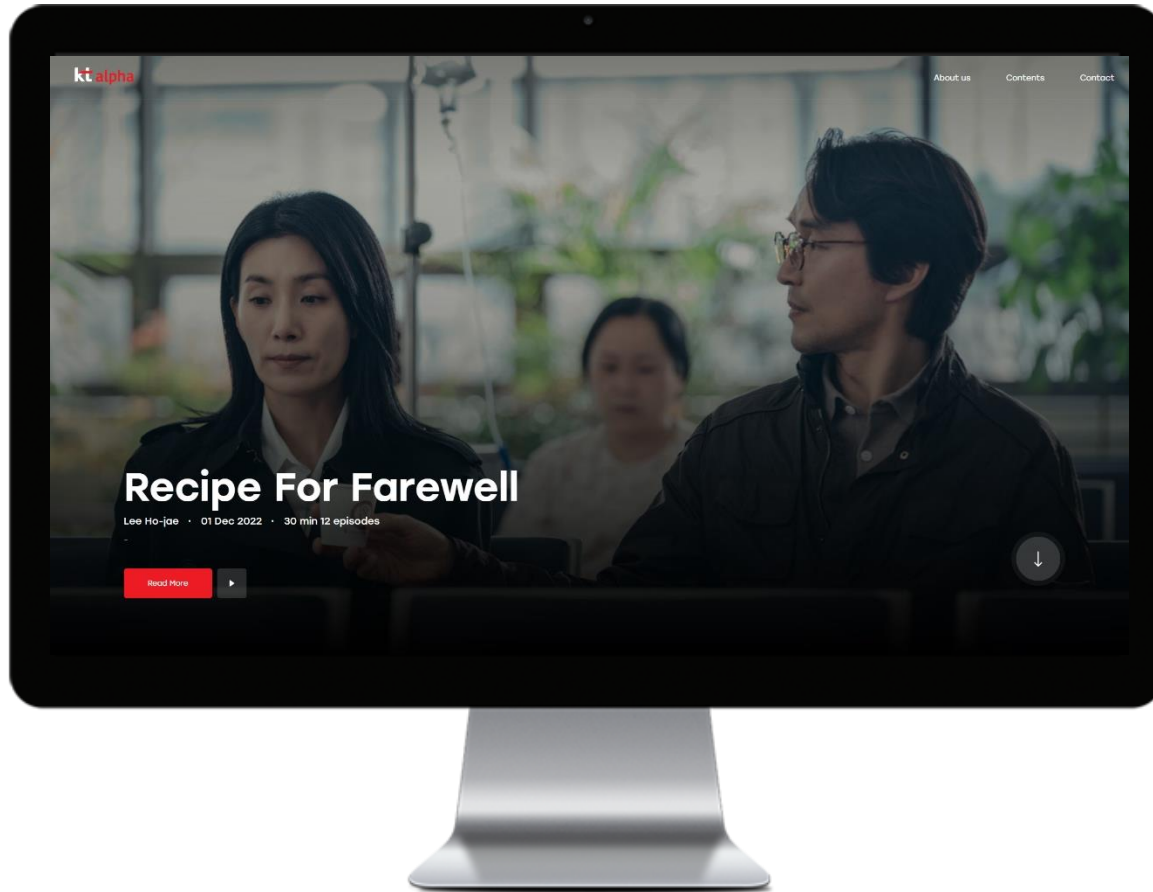 kt alpha
About us Contents Contact
Recipe For Farewell
Lee Ho-jae · 01 Dec 2022 · 30 min 12 episodes
-
Read More